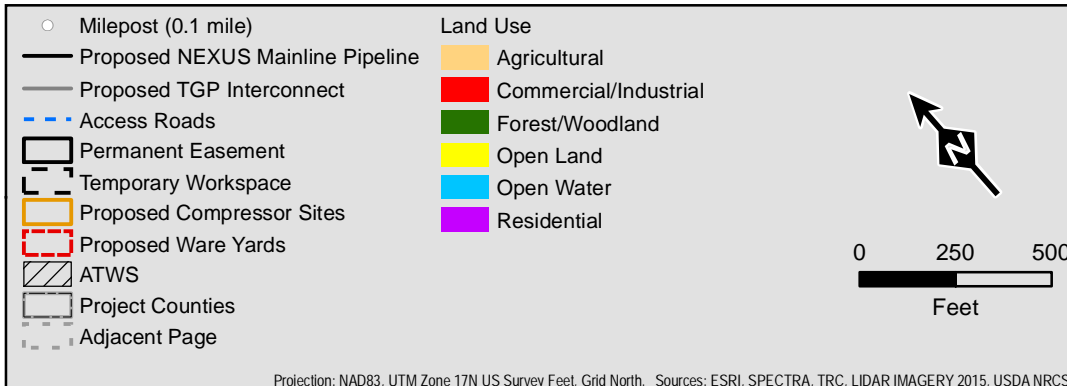 Milepost (0.1 mile)
Proposed NEXUS Mainline Pipeline
Proposed TGP Interconnect
Access Roads
Permanent Easement
Temporary Workspace
Proposed Compressor Sites
Proposed Ware Yards
ATWS
Project Counties
Adjacent Page
Land Use
Agricultural
Commercial/Industrial
Forest/Woodland
Open Land
Open Water
Residential
N
0 250 500
Feet
Projection: NAD83, UTM Zone 17N US Survey Feet, Grid North. Sources: ESRI, SPECTRA, TRC, LIDAR IMAGERY 2015, USDA NRCS